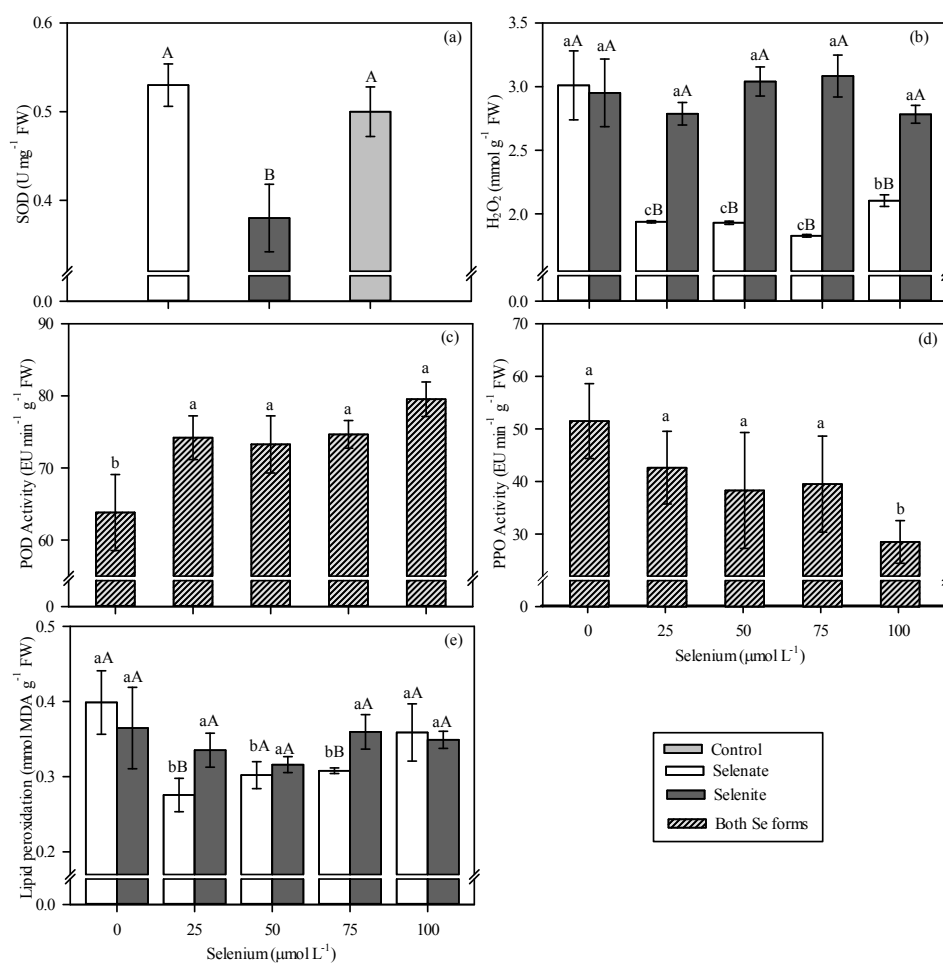 (a)
SOD (U mg⁻¹ FW)
0.6
0.5
0.4
0.0
A
B
A
(b)
H₂O₂ (mmol g⁻¹ FW)
3.5
3.0
2.5
2.0
0.0
aA aA
cB aA
cB aA
cB aA
bB aA
(c)
POD Activity (EU min⁻¹ g⁻¹ FW)
90
80
70
60
0
b a a a a
(d)
PPO Activity (EU min⁻¹ g⁻¹ FW)
70
60
50
40
30
0
a a a a b
0 25 50 75 100
Selenium (μmol L⁻¹)
(e)
Lipid peroxidation (mmol MDA g⁻¹ FW)
0.5
0.4
0.3
0.2
0.0
aA aA
bB aA
bA aA
bB aA
aA aA
0 25 50 75 100
Selenium (μmol L⁻¹)
Control
Selenate
Selenite
Both Se forms